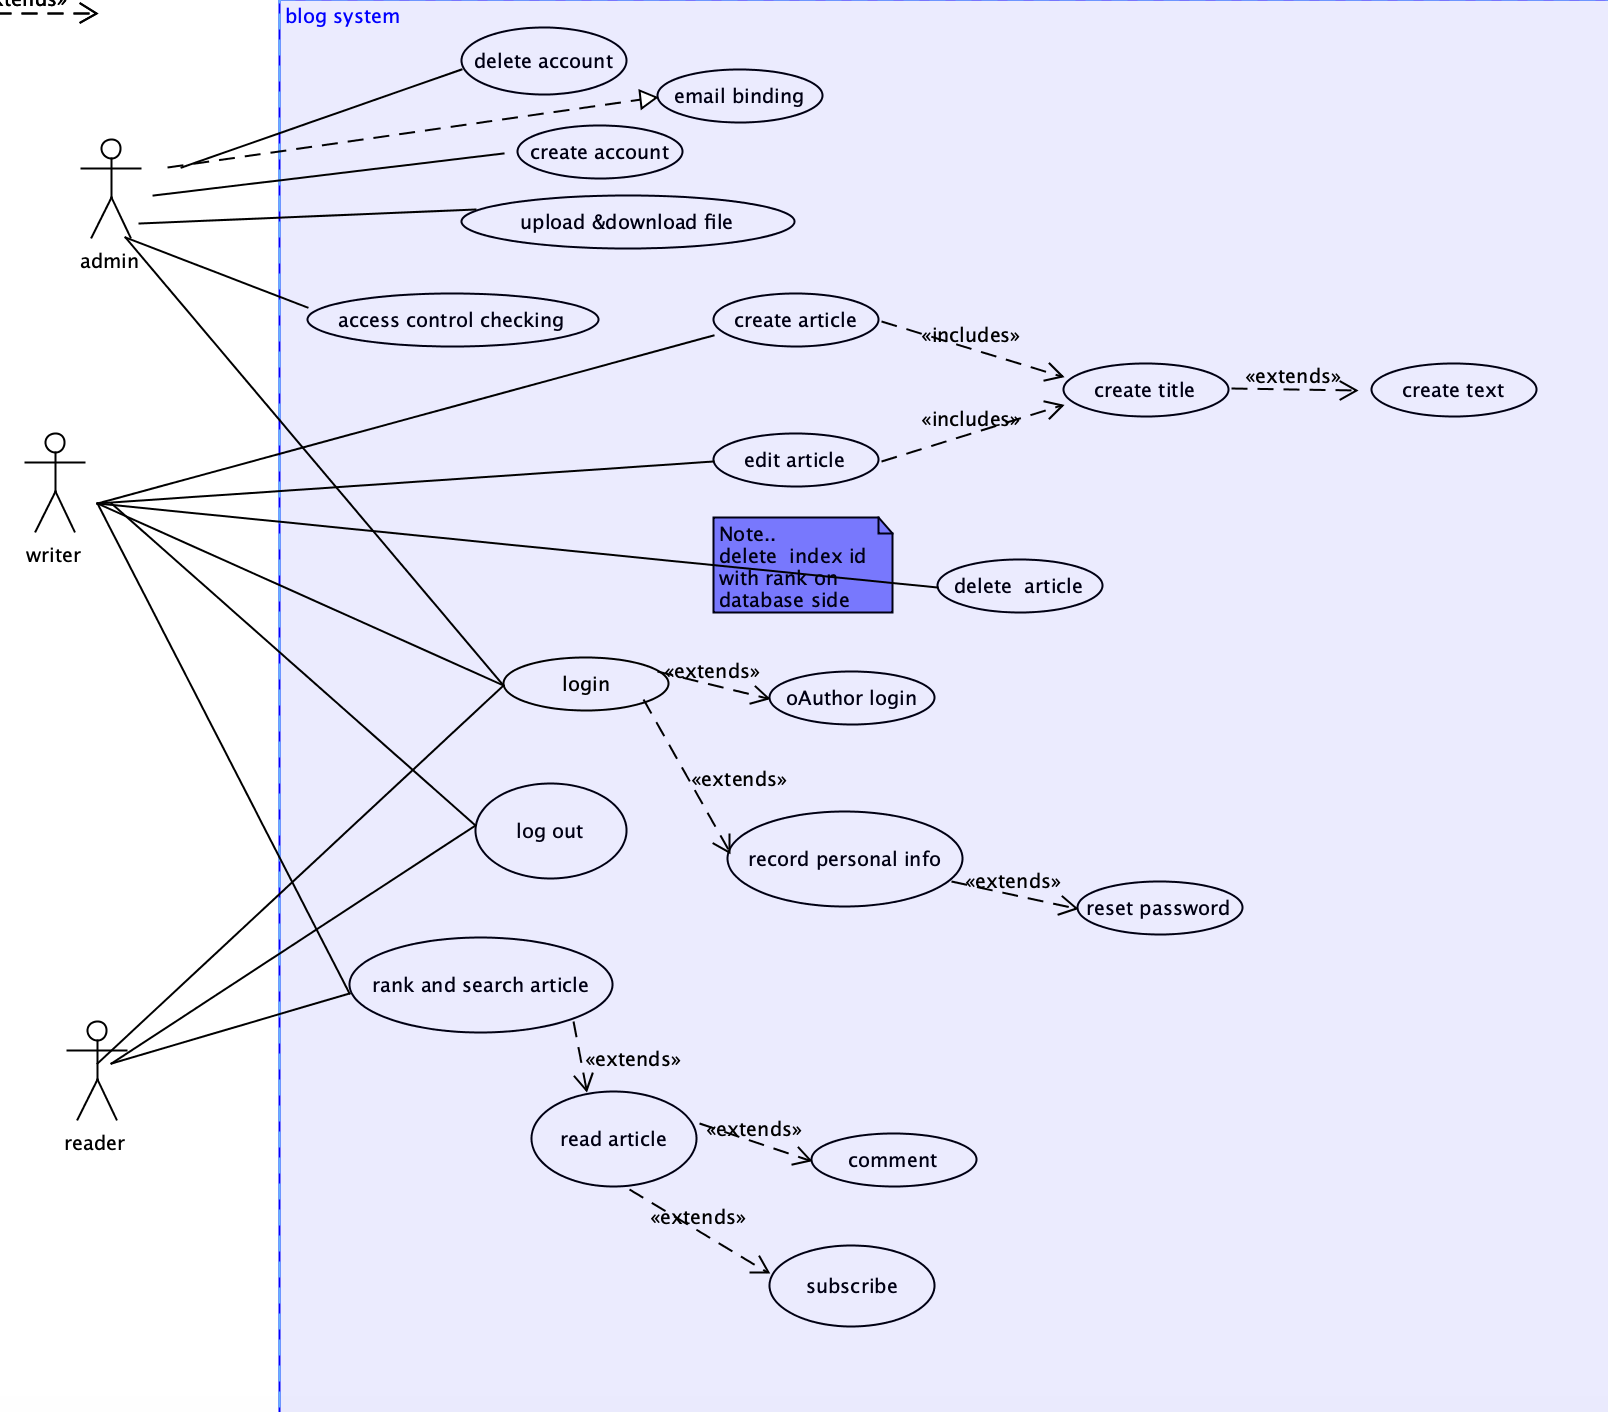 blog system
delete account
email binding
create account
upload &download file
admin
access control checking
create article
«includes»
create title
«extends»
create text
«includes»
edit article
writer
Note..
delete  index id
with rank on
database side
delete  article
login
«extends»
oAuthor login
«extends»
log out
record personal info
«extends»
reset password
rank and search article
«extends»
reader
read article
«extends»
comment
«extends»
subscribe